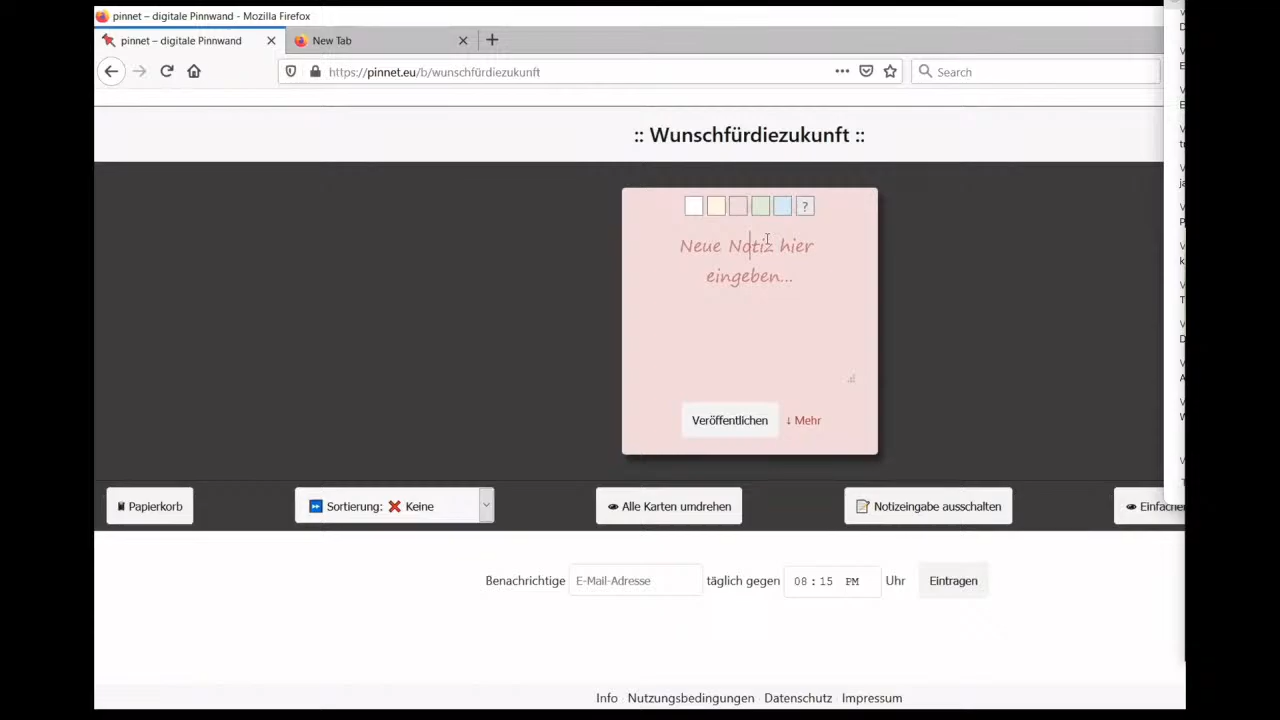 pinnet – digitale Pinnwand - Mozilla Firefox
pinnet – digitale Pinnwand
New Tab
https://pinnet.eu/b/wunschfürdiezukunft
Search
:: Wunschfürdiezukunft ::
?
Neue Notiz hier
eingeben...
Veröffentlichen
↓ Mehr
Papierkorb
Sortierung: ❌ Keine
Alle Karten umdrehen
Notizeingabe ausschalten
Benachrichtige
E-Mail-Adresse
täglich gegen
08:15 PM
Uhr
Eintragen
Info
Nutzungsbedingungen
Datenschutz
Impressum